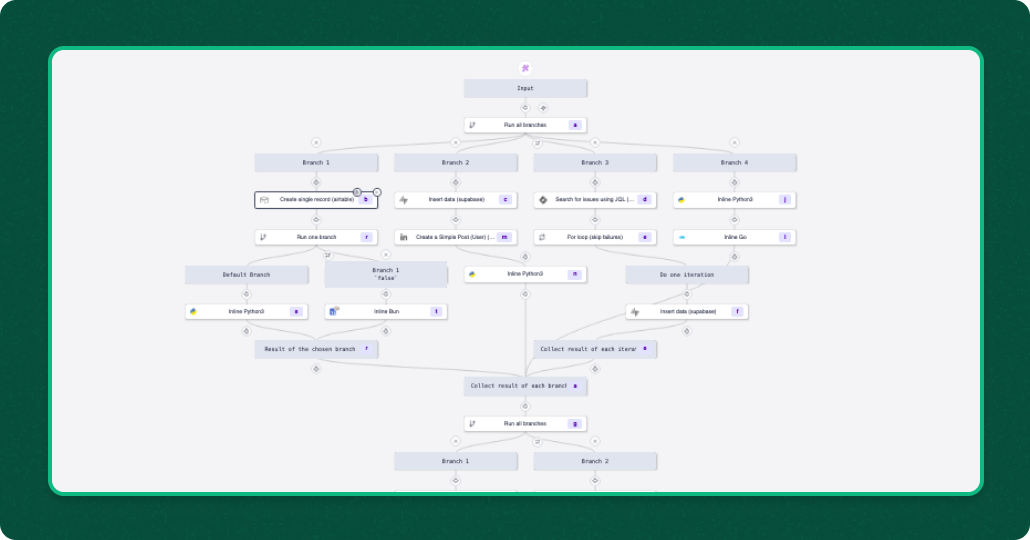 Input
Run all branches a
Branch 1 Branch 2 Branch 3 Branch 4
Create single record (airtable) b Insert data (supabase) c Search for issues using JQL (... d Inline Python3 j
Run one branch r Create a Simple Post (User) (... m For loop (skip failures) e Inline Go l
Default Branch Branch 1 Inline Python3 n Do one iteration
'false'
Inline Python3 s Inline Bun t Insert data (supabase) f
Result of the chosen branch r Collect result of each iterat e
Collect result of each branch a
Run all branches g
Branch 1 Branch 2